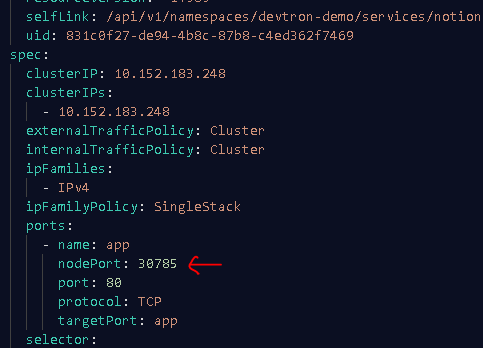 selfLink: /api/v1/namespaces/devtron-demo/services/notion
uid: 831c0f27-de94-4b8c-87b8-c4ed362f7469
spec:
clusterIP: 10.152.183.248
clusterIPs:
- 10.152.183.248
externalTrafficPolicy: Cluster
internalTrafficPolicy: Cluster
ipFamilies:
- IPv4
ipFamilyPolicy: SingleStack
ports:
- name: app
nodePort: 30785
port: 80
protocol: TCP
targetPort: app
selector: